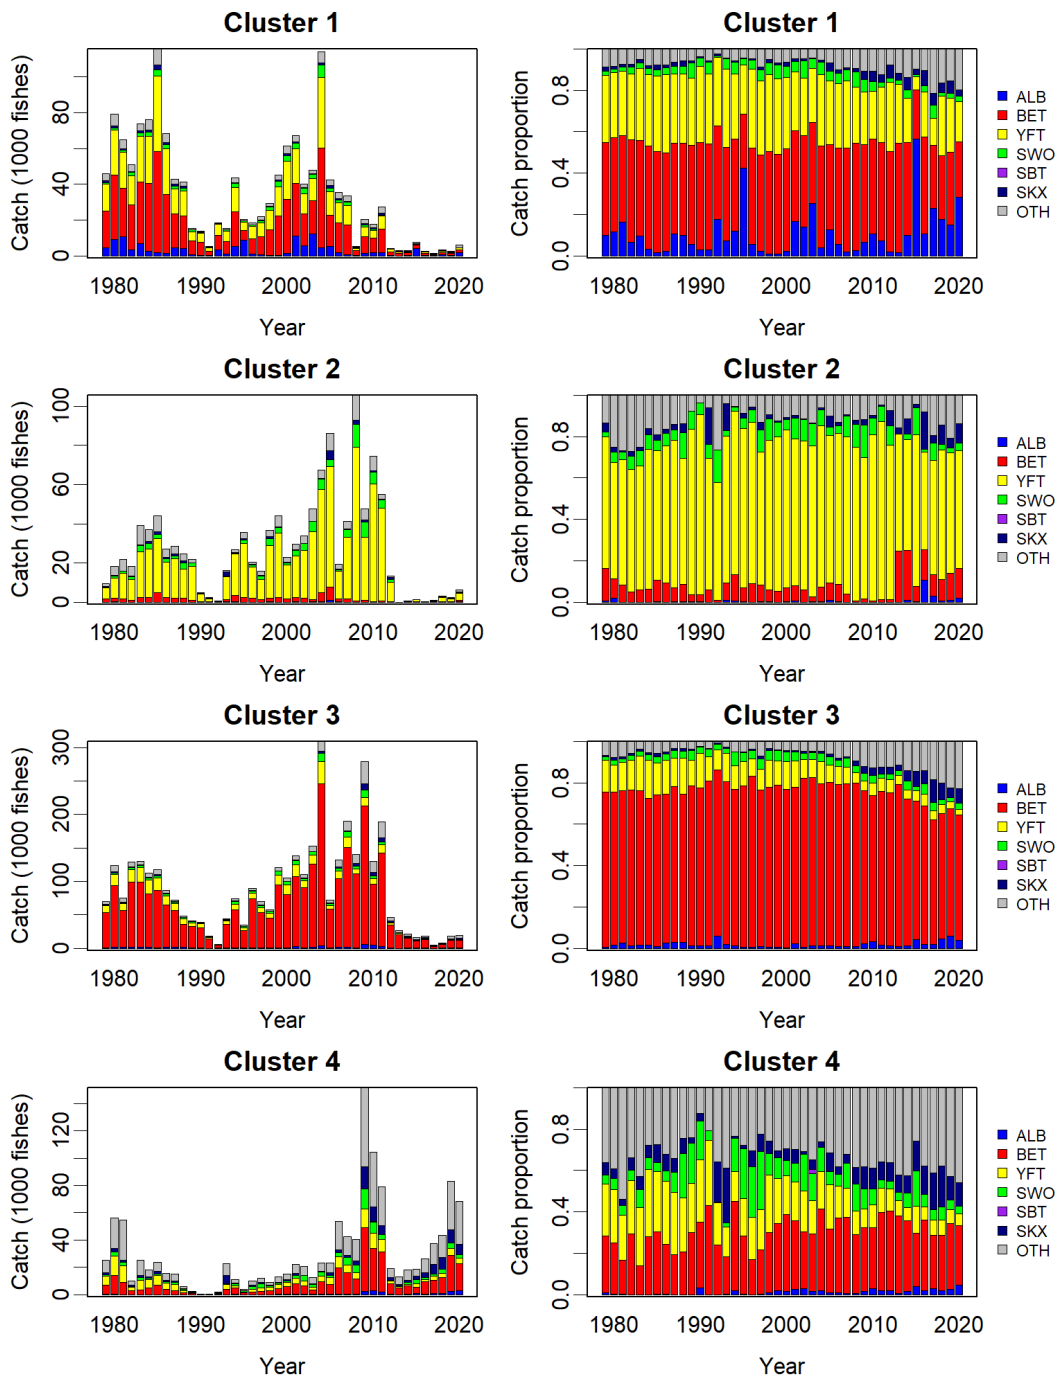 Cluster 1
Catch (1000 fishes)
0 40 80
1980 1990 2000 2010 2020
Year
Cluster 1
Catch proportion
0.0 0.4 0.8
1980 1990 2000 2010 2020
Year
ALB
BET
YFT
SWO
SBT
SKX
OTH
Cluster 2
Catch (1000 fishes)
0 20 60 100
1980 1990 2000 2010 2020
Year
Cluster 2
Catch proportion
0.0 0.4 0.8
1980 1990 2000 2010 2020
Year
ALB
BET
YFT
SWO
SBT
SKX
OTH
Cluster 3
Catch (1000 fishes)
0 100 200 300
1980 1990 2000 2010 2020
Year
Cluster 3
Catch proportion
0.0 0.4 0.8
1980 1990 2000 2010 2020
Year
ALB
BET
YFT
SWO
SBT
SKX
OTH
Cluster 4
Catch (1000 fishes)
0 40 80 120
1980 1990 2000 2010 2020
Year
Cluster 4
Catch proportion
0.0 0.4 0.8
1980 1990 2000 2010 2020
Year
ALB
BET
YFT
SWO
SBT
SKX
OTH